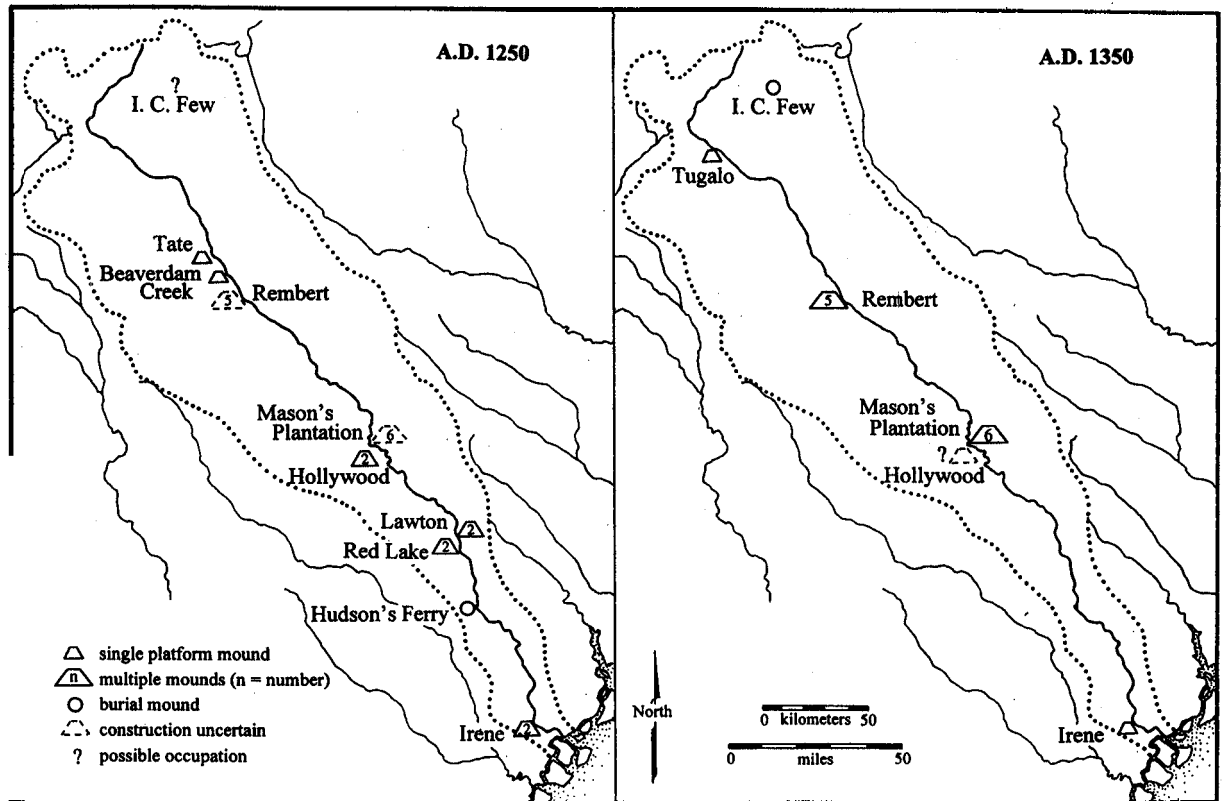 A.D. 1250
?
I. C. Few
Tate
Beaverdam
Creek
5
Rembert
Mason's
Plantation
6
2
Hollywood
Lawton
2
Red Lake
2
Hudson's Ferry
Irene
2
single platform mound
n
multiple mounds (n = number)
burial mound
construction uncertain
?
possible occupation
A.D. 1350
I. C. Few
Tugalo
5
Rembert
Mason's
Plantation
6
?
Hollywood
Irene
North
0 kilometers 50
0 miles 50